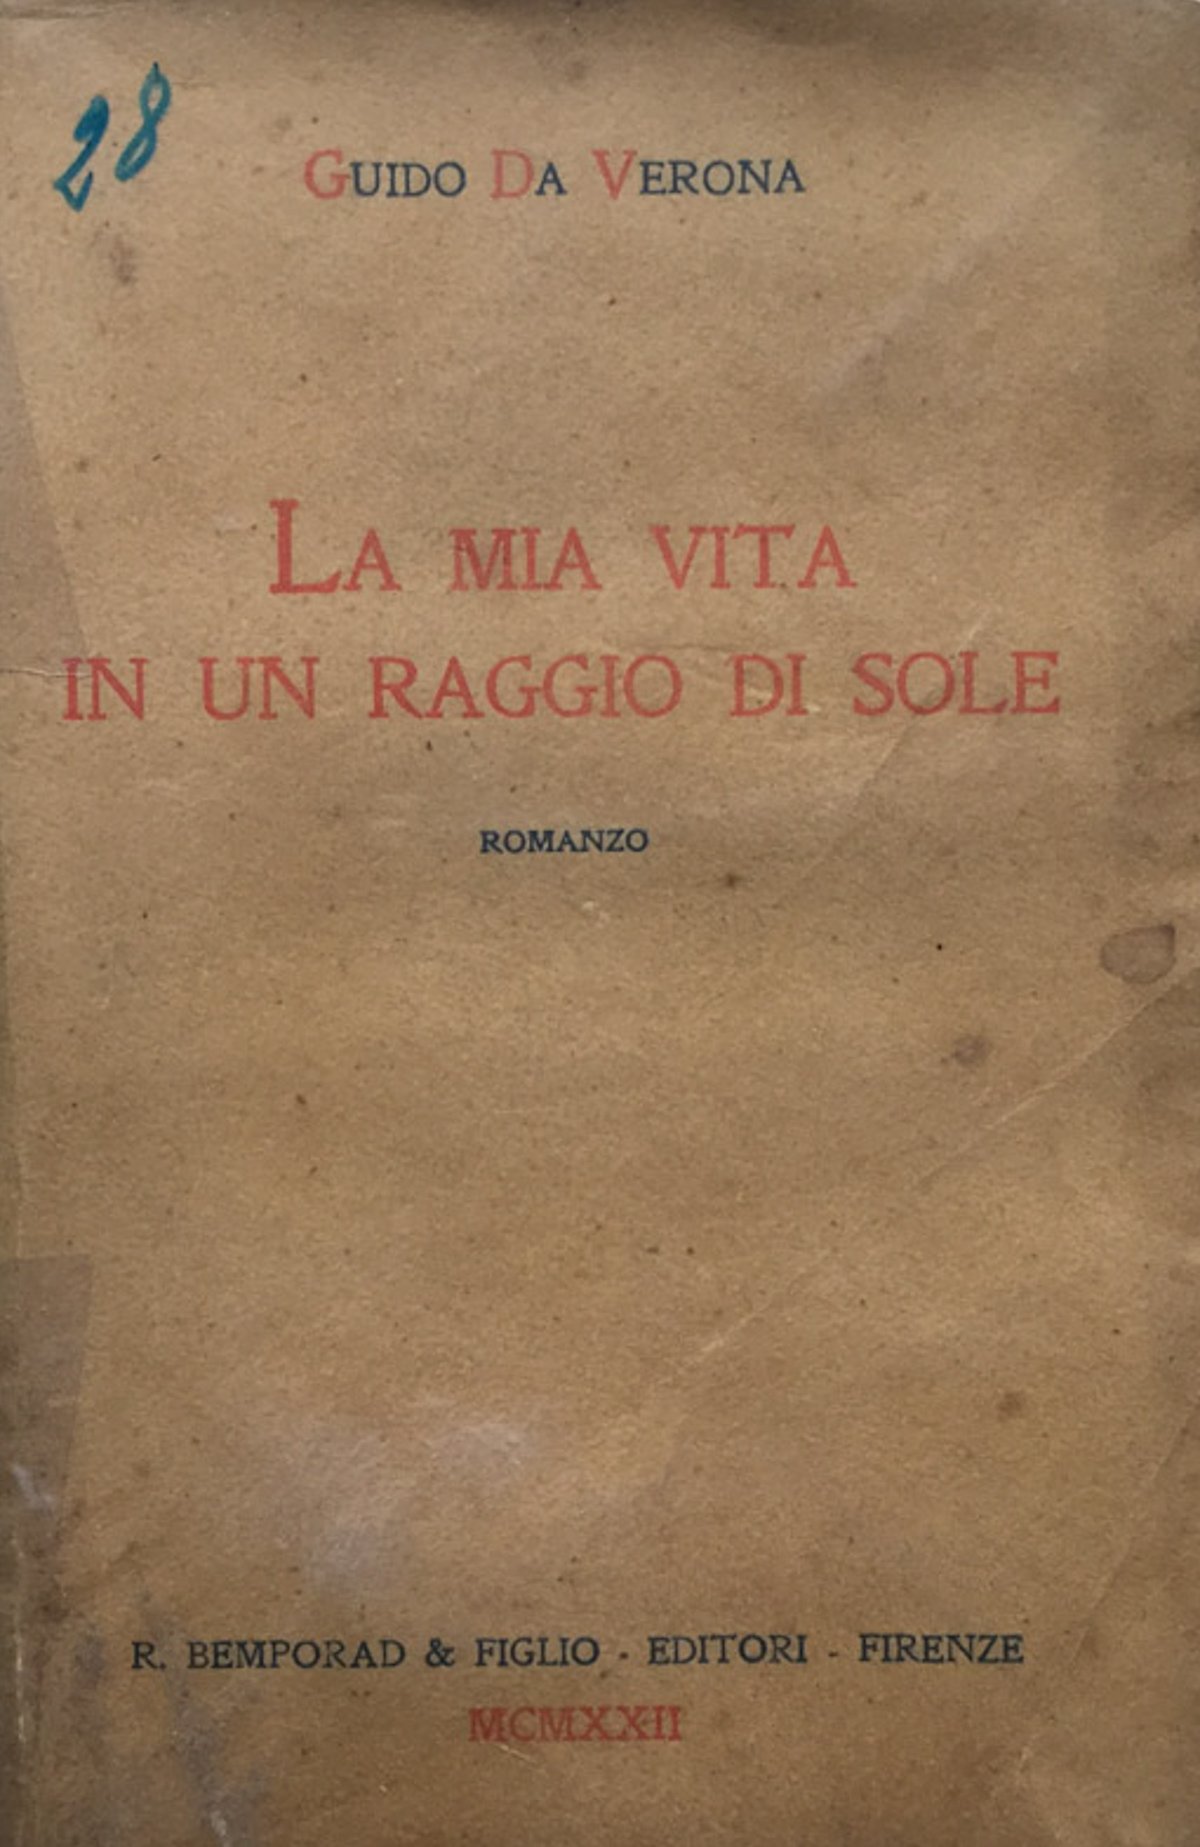 28
GUIDO DA VERONA
LA MIA VITA
IN UN RAGGIO DI SOLE
ROMANZO
R. BEMPORAD & FIGLIO - EDITORI - FIRENZE
MCMXXII